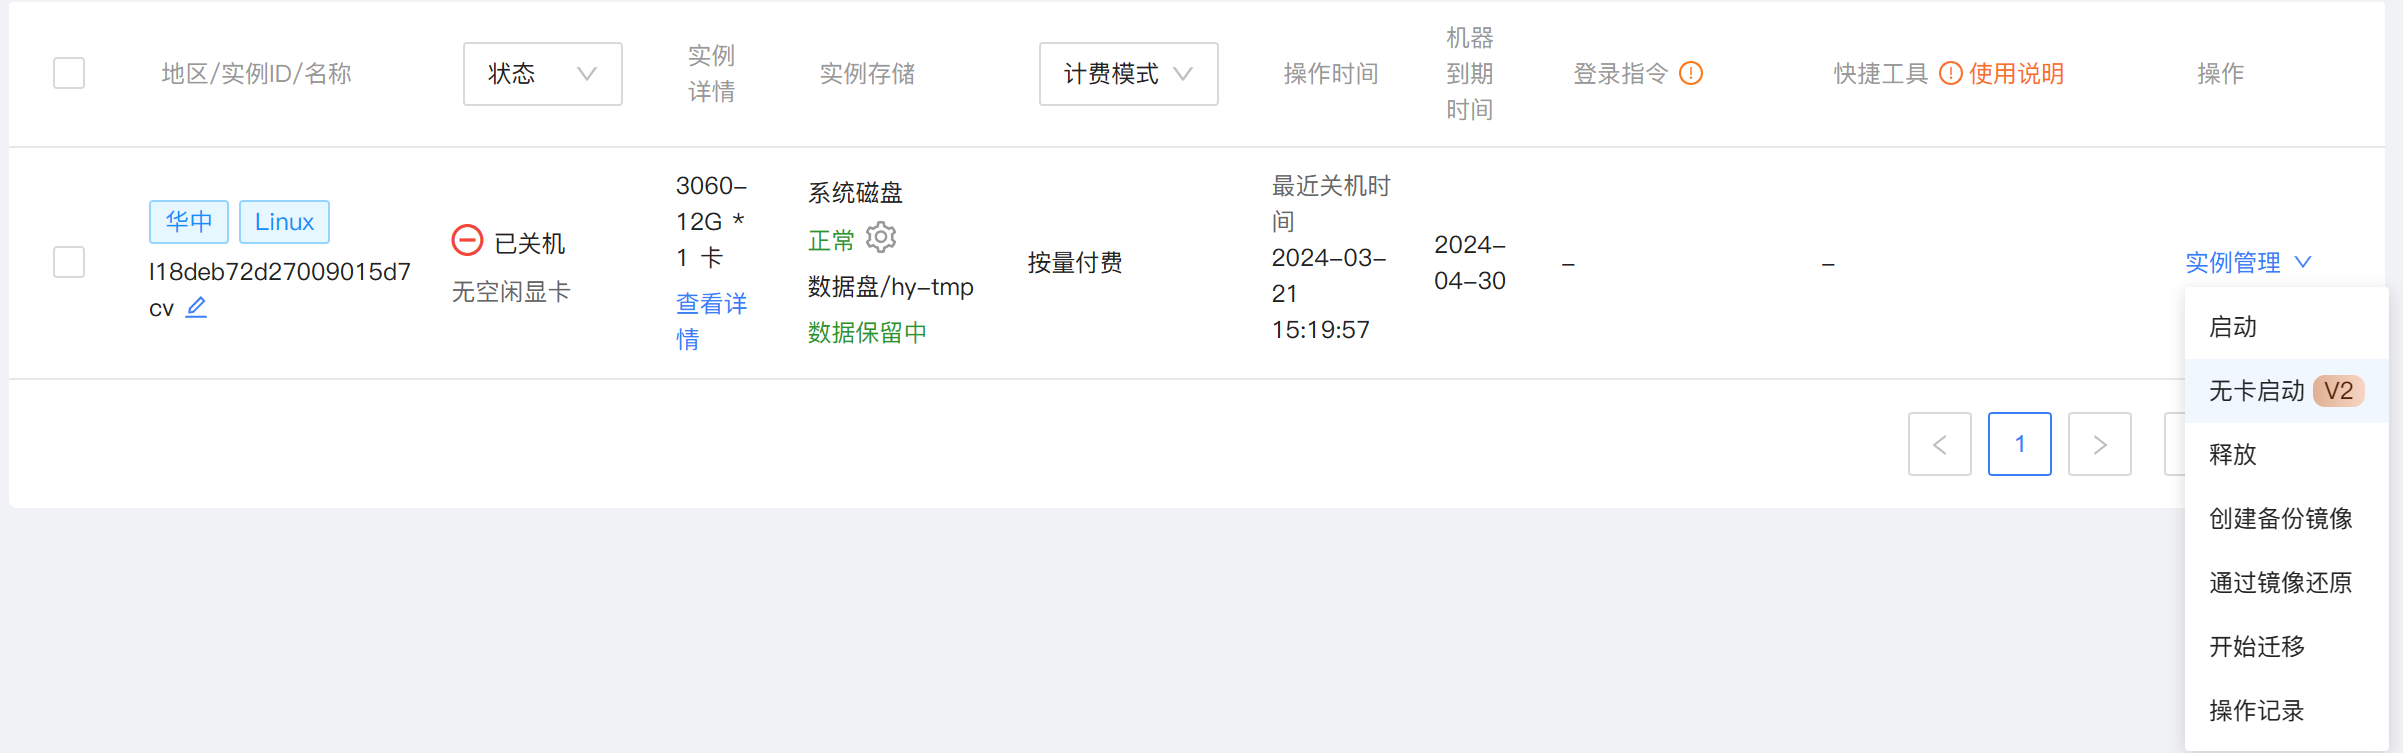 地区/实例ID/名称
状态
实例
详情
实例存储
计费模式
操作时间
机器
到期
时间
登录指令
快捷工具 使用说明
操作
华中 Linux
I18deb72d27009015d7
cv
已关机
无空闲显卡
3060-
12G *
1 卡
查看详
情
系统磁盘
正常
数据盘/hy-tmp
数据保留中
按量付费
最近关机时
间
2024-03-
21
15:19:57
2024-
04-30
-
-
实例管理
启动
无卡启动 V2
释放
创建备份镜像
通过镜像还原
开始迁移
操作记录
< 1 >